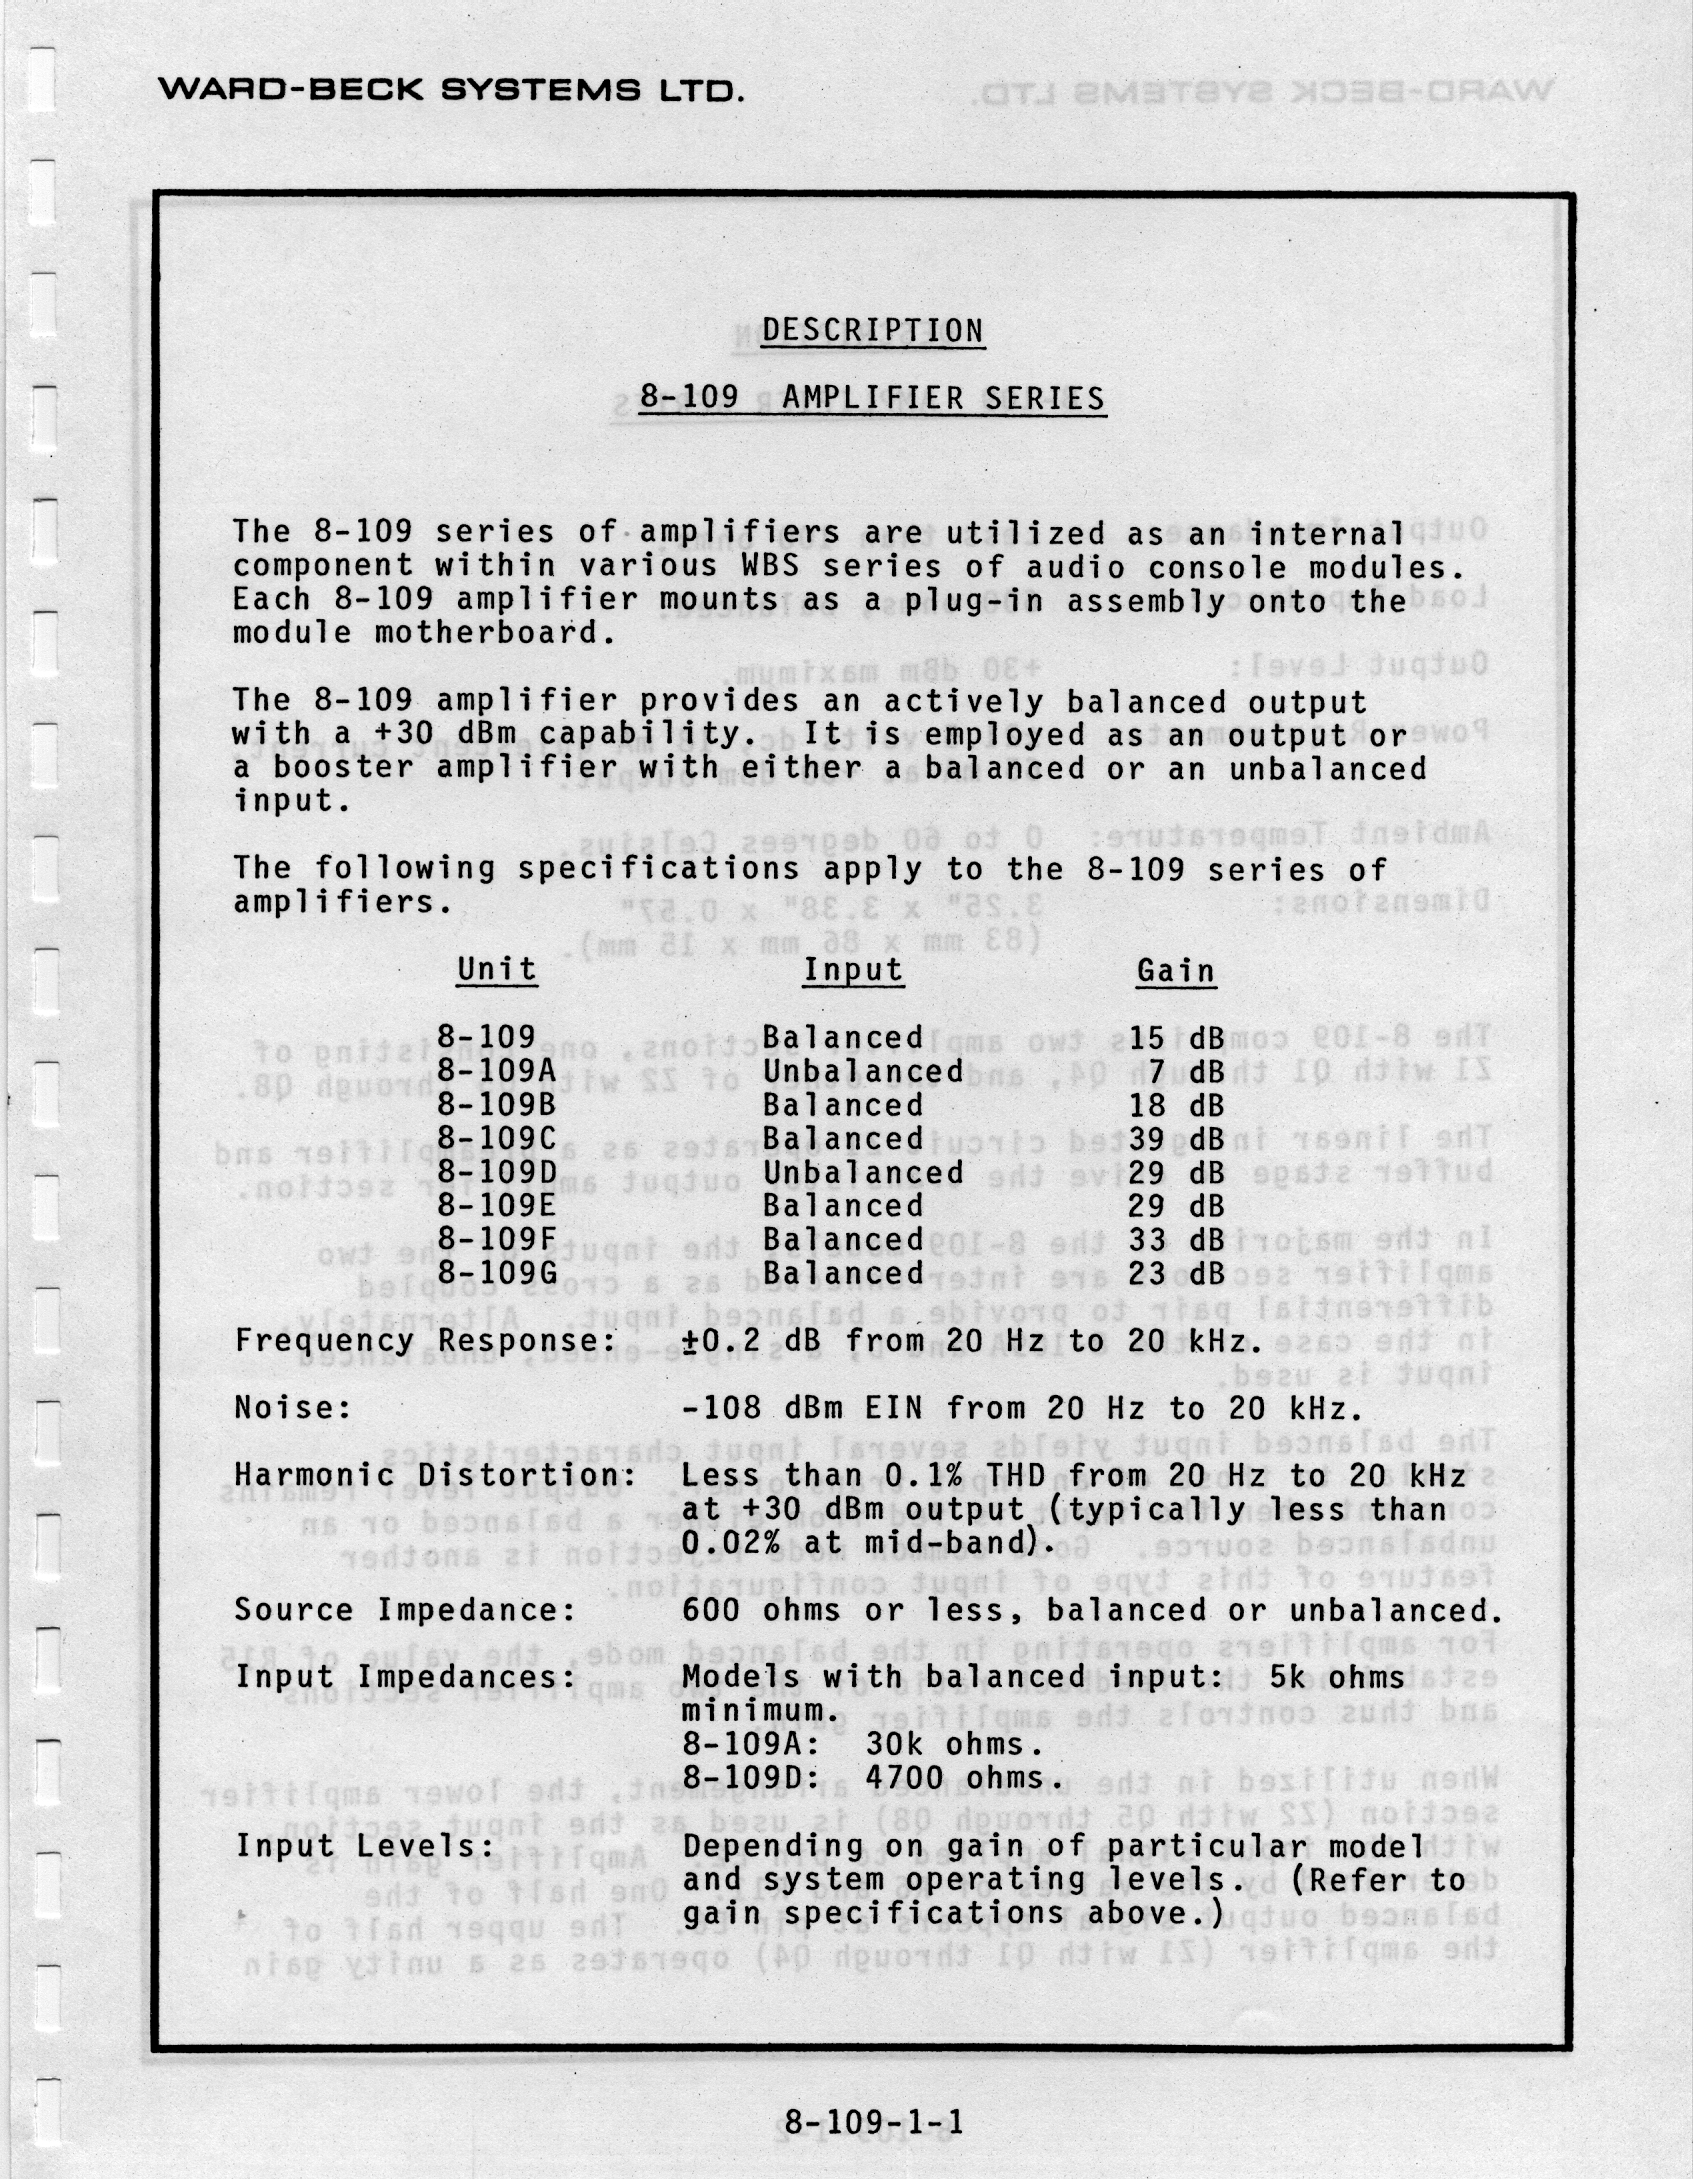 WARD-BECK SYSTEMS LTD.
DESCRIPTION
8-109 AMPLIFIER SERIES
The 8-109 series of amplifiers are utilized as an internal
component within various WBS series of audio console modules.
Each 8-109 amplifier mounts as a plug-in assembly onto the
module motherboard.
The 8-109 amplifier provides an actively balanced output
with a +30 dBm capability. It is employed as an output or
a booster amplifier with either a balanced or an unbalanced
input.
The following specifications apply to the 8-109 series of
amplifiers.
Unit Input Gain
8-109 Balanced 15 dB
8-109A Unbalanced 7 dB
8-109B Balanced 18 dB
8-109C Balanced 39 dB
8-109D Unbalanced 29 dB
8-109E Balanced 29 dB
8-109F Balanced 33 dB
8-109G Balanced 23 dB
Frequency Response: ±0.2 dB from 20 Hz to 20 kHz.
Noise: -108 dBm EIN from 20 Hz to 20 kHz.
Harmonic Distortion: Less than 0.1% THD from 20 Hz to 20 kHz
at +30 dBm output (typically less than
0.02% at mid-band).
Source Impedance: 600 ohms or less, balanced or unbalanced.
Input Impedances: Models with balanced input: 5k ohms
minimum.
8-109A: 30k ohms.
8-109D: 4700 ohms.
Input Levels: Depending on gain of particular model
and system operating levels. (Refer to
gain specifications above.)
8-109-1-1